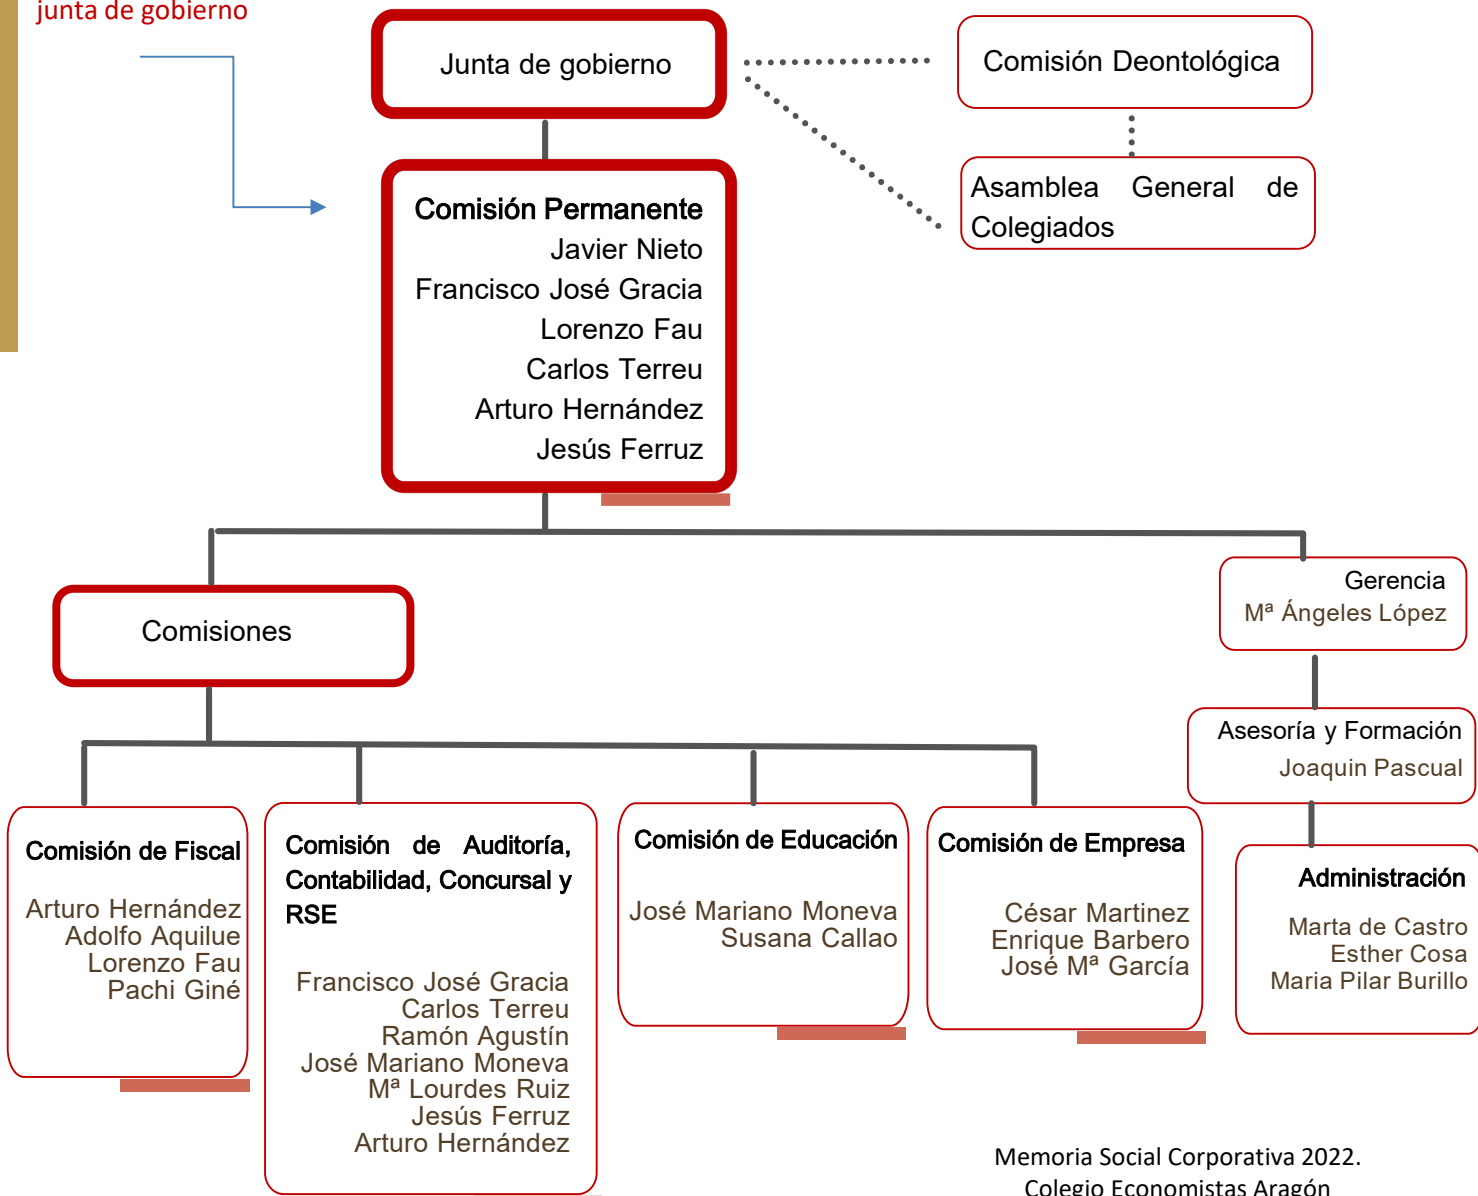 junta de gobierno
Junta de gobierno
Comisión Deontológica
Asamblea General de
Colegiados
Comisión Permanente
Javier Nieto
Francisco José Gracia
Lorenzo Fau
Carlos Terreu
Arturo Hernández
Jesús Ferruz
Comisiones
Gerencia
Mª Ángeles López
Asesoría y Formación
Joaquin Pascual
Comisión de Fiscal
Arturo Hernández
Adolfo Aquilue
Lorenzo Fau
Pachi Giné
Comisión de Auditoría,
Contabilidad, Concursal y
RSE
Francisco José Gracia
Carlos Terreu
Ramón Agustín
José Mariano Moneva
Mª Lourdes Ruiz
Jesús Ferruz
Arturo Hernández
Comisión de Educación
José Mariano Moneva
Susana Callao
Comisión de Empresa
César Martinez
Enrique Barbero
José Mª García
Administración
Marta de Castro
Esther Cosa
Maria Pilar Burillo
Memoria Social Corporativa 2022.
Colegio Economistas Aragón